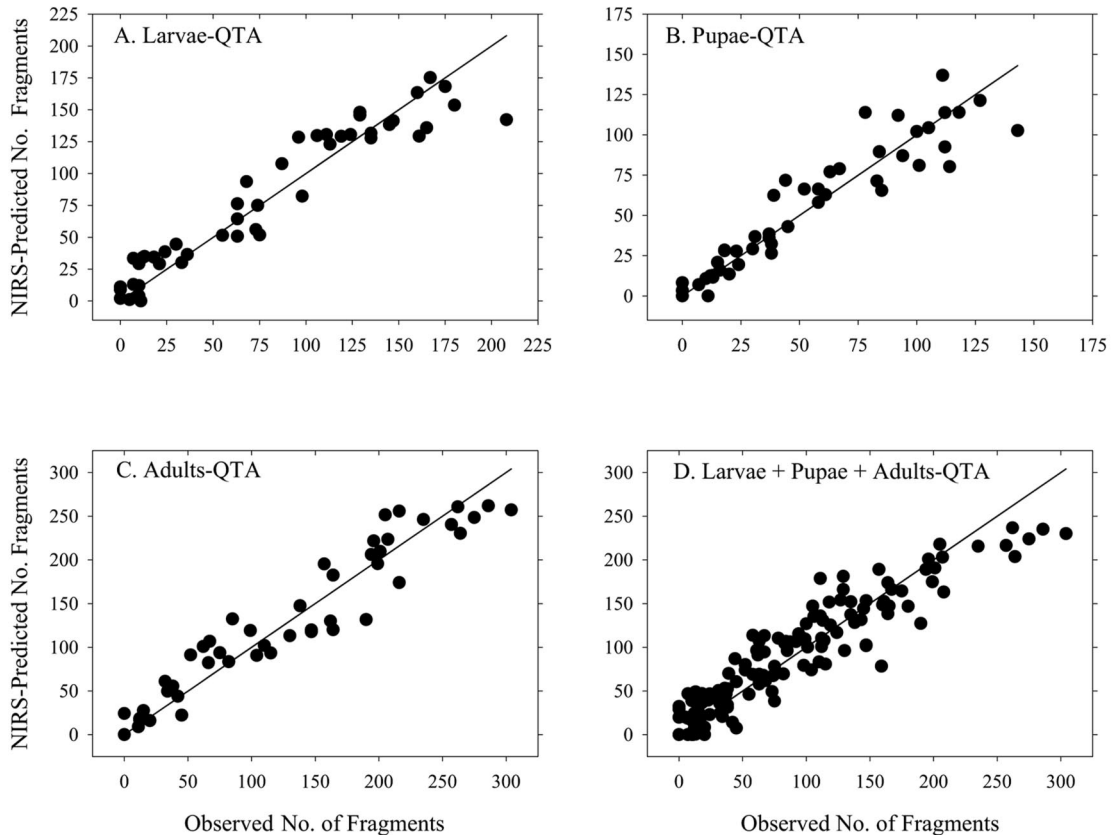 NIRS-Predicted No. Fragments
A. Larvae-QTA
225
200
175
150
125
100
75
50
25
0
0 25 50 75 100 125 150 175 200 225
B. Pupae-QTA
175
150
125
100
75
50
25
0
0 25 50 75 100 125 150 175
NIRS-Predicted No. Fragments
C. Adults-QTA
300
250
200
150
100
50
0
0 50 100 150 200 250 300
Observed No. of Fragments
D. Larvae + Pupae + Adults-QTA
300
250
200
150
100
50
0
0 50 100 150 200 250 300
Observed No. of Fragments